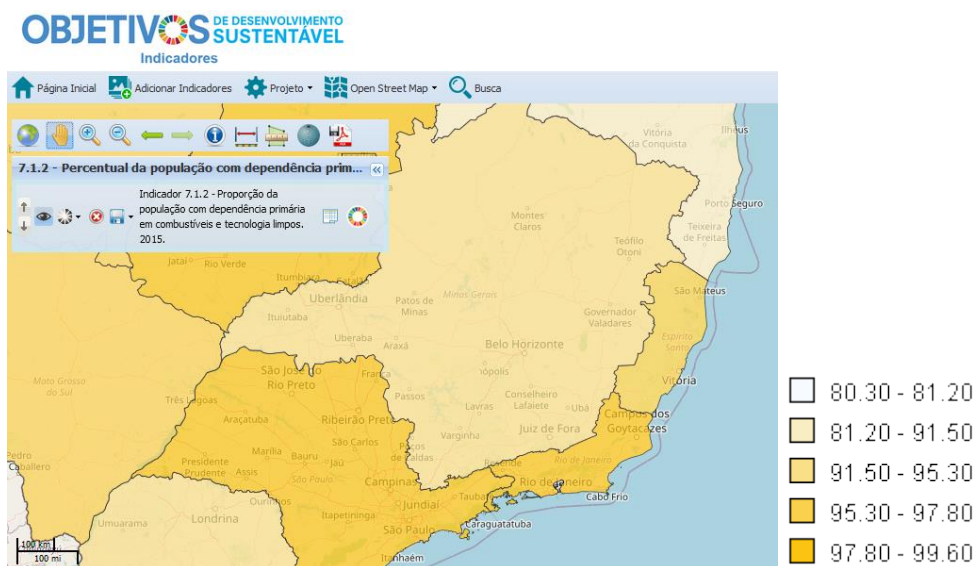 OBJETIVOS DE DESENVOLVIMENTO SUSTENTÁVEL
Indicadores
Página Inicial Adicionar Indicadores Projeto Open Street Map Busca
7.1.2 - Percentual da população com dependência prim...
Indicador 7.1.2 - Proporção da
população com dependência primária
em combustíveis e tecnologia limpos.
2015.
Vitória
da Conquista
Ilheus
Porto Seguro
Montes
Claros
Teixeira
de Freitas
Teófilo
Otoni
Jatai
Rio Verde
Itumbiara
Catalão
Uberlândia
Patos de
Minas
Minas Gerais
São Mateus
Ituiutaba
Governador
Valadares
Uberaba
Araxá
Belo Horizonte
Espírito
Santo
São José do
Rio Preto
Franca
nópolis
Vitória
Mato Grosso
do Sul
Três Lagoas
Passos
Conselheiro
Lafaiete
Ubá
Lavras
Araçatuba
Ribeirão Preto
Campos dos
Goytacazes
Juiz de Fora
Varginha
São Carlos
Poços
de Caldas
Marília
Bauru
Jaú
Presidente
Prudente
Assis
São Paulo
Campinas
Resende
Rio de Janeiro
Rio de Janeiro
Cabo Frio
Pedro
Caballero
Ourinhos
Jundiaí
Taubaté
Umuarama
Londrina
Itapetininga
São Paulo
Caraguatatuba
Itanhaém
100 km
100 mi
80.30 - 81.20
81.20 - 91.50
91.50 - 95.30
95.30 - 97.80
97.80 - 99.60